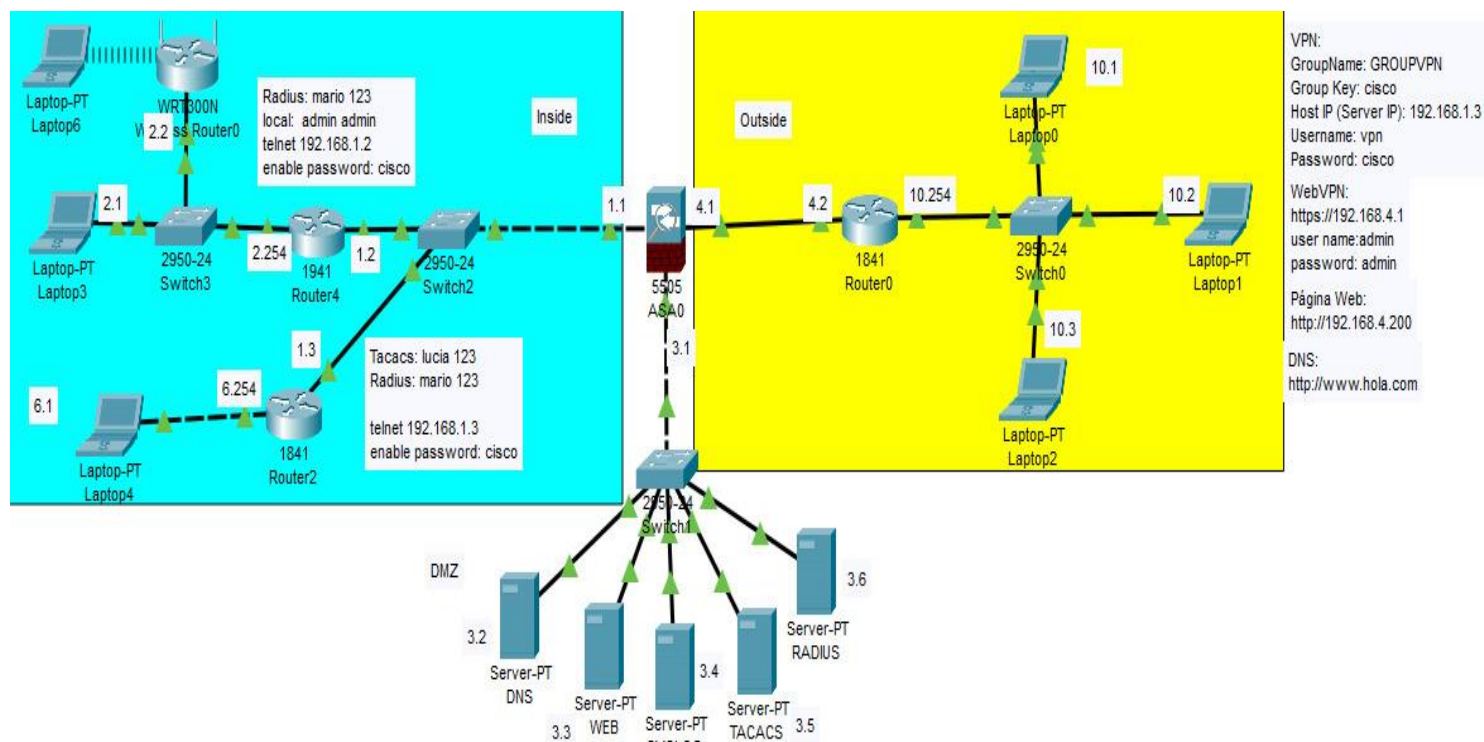 Laptop-PT
Laptop6
WRT300N
Router0
2.2
Radius: mario 123
local: admin admin
telnet 192.168.1.2
enable password: cisco
Inside
2.1
Laptop-PT
Laptop3
2950-24
Switch3
2.254
1941
Router4
1.2
2950-24
Switch2
1.1
1.3
Tacacs: lucia 123
Radius: mario 123
telnet 192.168.1.3
enable password: cisco
6.1
6.254
Laptop-PT
Laptop4
1841
Router2
Outside
4.1
5505
ASA0
4.2
1841
Router0
10.254
2950-24
Switch0
10.1
Laptop-PT
Laptop0
10.2
Laptop-PT
Laptop1
10.3
Laptop-PT
Laptop2
3.1
2950-24
Switch1
DMZ
3.2
Server-PT
DNS
3.3
Server-PT
WEB
3.4
Server-PT
Server-PT
TACACS
3.5
3.6
Server-PT
RADIUS
VPN:
GroupName: GROUPVPN
Group Key: cisco
Host IP (Server IP): 192.168.1.3
Username: vpn
Password: cisco
WebVPN:
https://192.168.4.1
user name:admin
password: admin
Página Web:
http://192.168.4.200
DNS:
http://www.hola.com